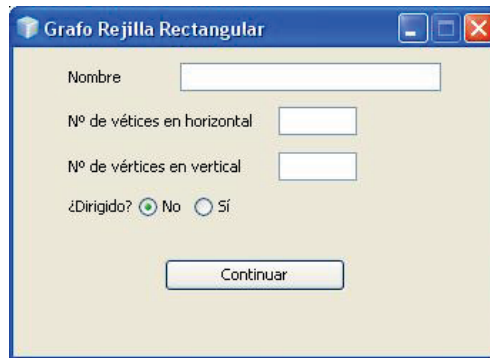 Grafo Rejilla Rectangular
Nombre
Nº de vétices en horizontal
Nº de vértices en vertical
¿Dirigido? No Sí
Continuar